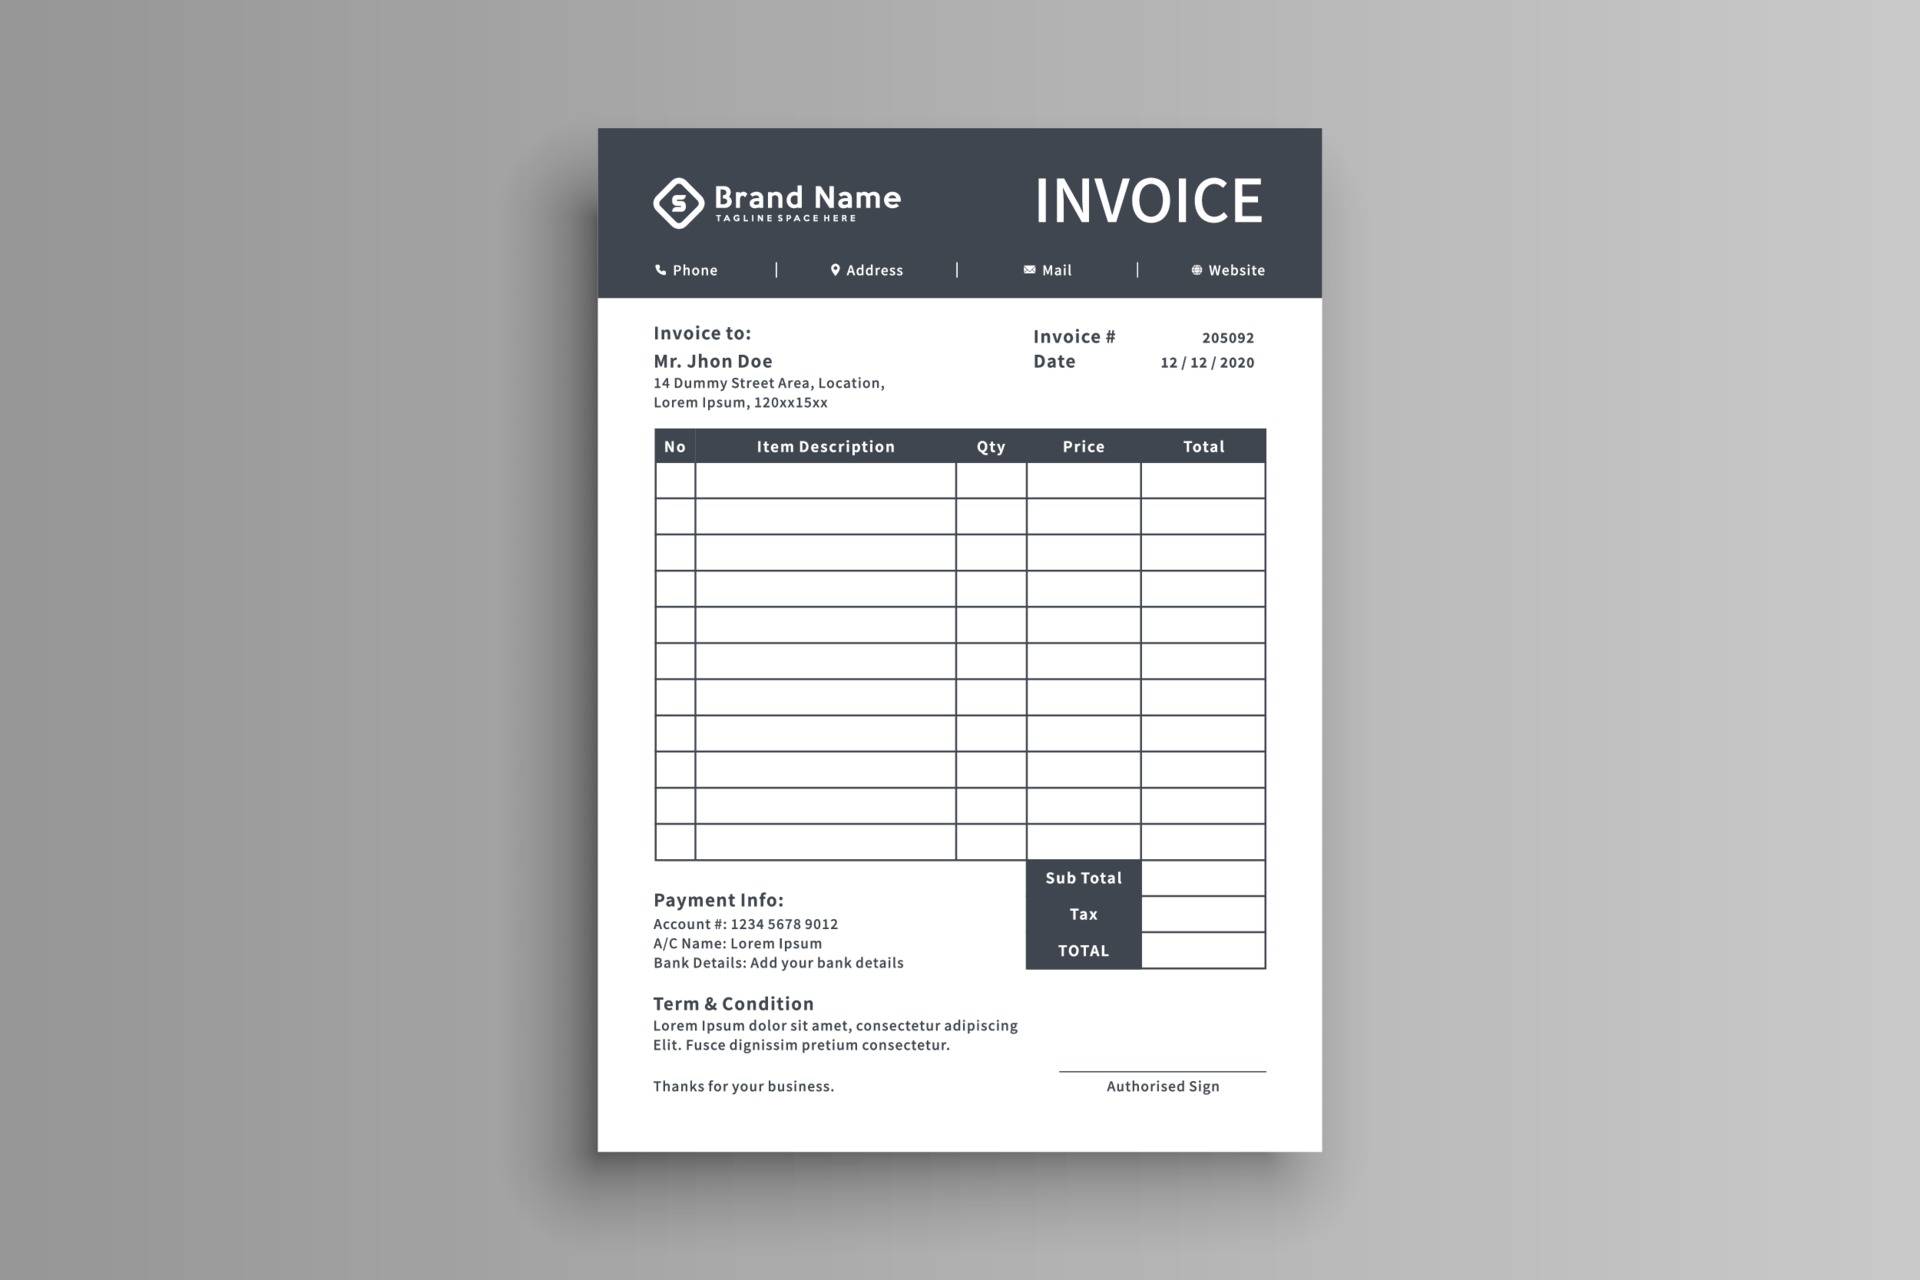 Brand Name
TAGLINE SPACE HERE
INVOICE
Phone | Address | Mail | Website
Invoice to:
Mr. Jhon Doe
14 Dummy Street Area, Location,
Lorem Ipsum, 120xx15xx
Invoice # 205092
Date 12 / 12 / 2020
No Item Description Qty Price Total
Sub Total
Tax
TOTAL
Payment Info:
Account #: 1234 5678 9012
A/C Name: Lorem Ipsum
Bank Details: Add your bank details
Term & Condition
Lorem Ipsum dolor sit amet, consectetur adipiscing
Elit. Fusce dignissim pretium consectetur.
Thanks for your business.
Authorised Sign